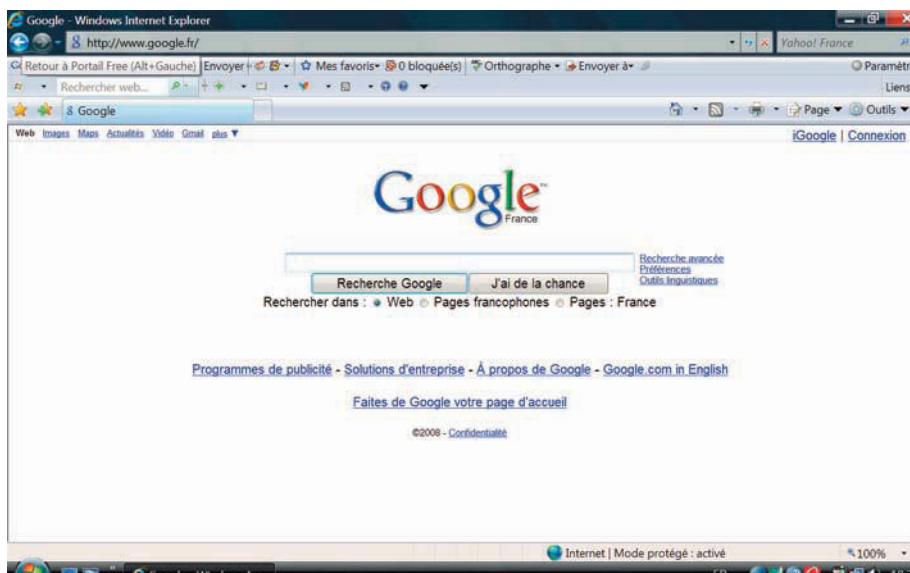 Google - Windows Internet Explorer
http://www.google.fr/
Yahoo! France
Retour à Portail Free (Alt+Gauche) Envoyer Mes favoris 0 bloquée(s) Orthographe Envoyer à Paramètr
Rechercher web... Liens
Google Page Outils
Web Images Maps Actualités Vidéo Gmail plus ▼ iGoogle | Connexion
Google™
France
Recherche avancée
Préférences
Outils linguistiques
Recherche Google J'ai de la chance
Rechercher dans : Web Pages francophones Pages : France
Programmes de publicité - Solutions d'entreprise - À propos de Google - Google.com in English
Faites de Google votre page d'accueil
©2008 - Confidentialité
Internet | Mode protégé : activé 100%
FR